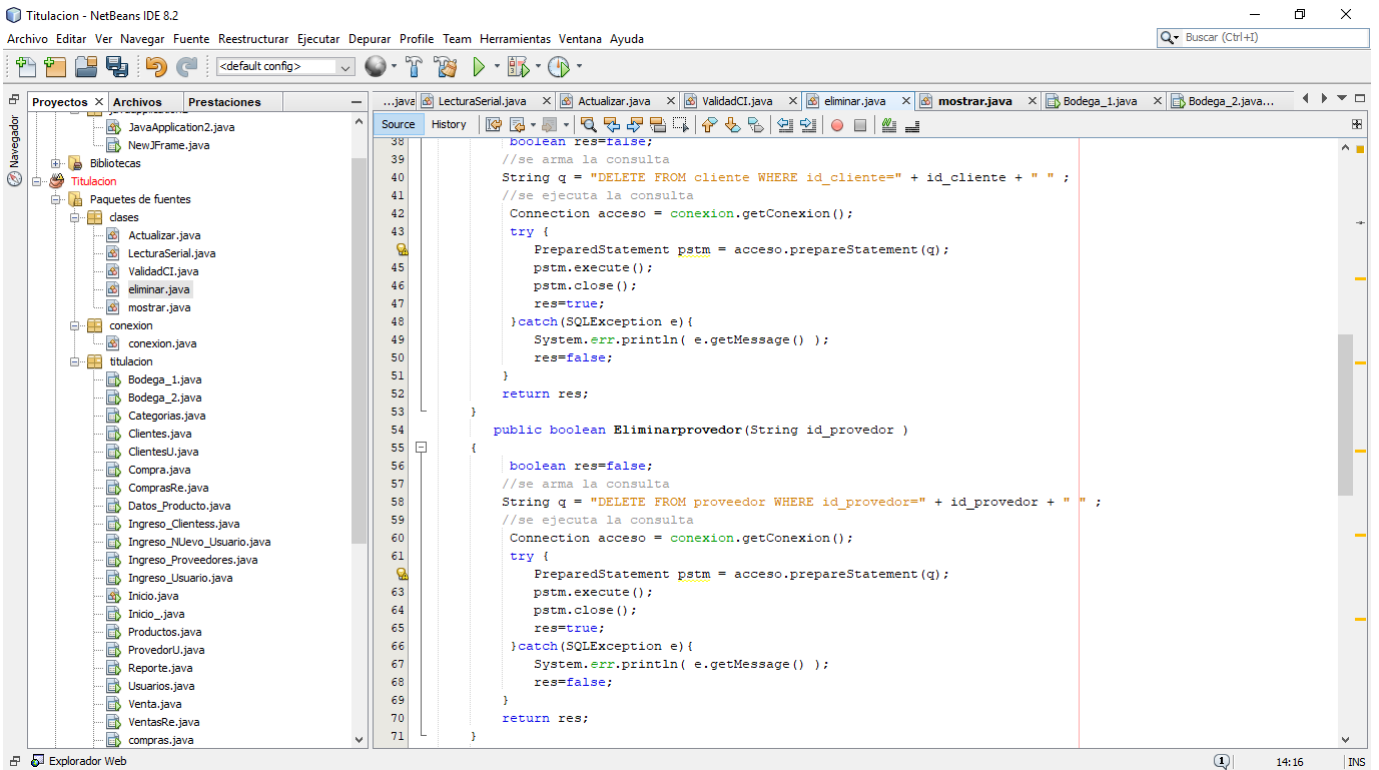 Titulacion - NetBeans IDE 8.2
Archivo Editar Ver Navegar Fuente Reestructurar Ejecutar Depurar Profile Team Herramientas Ventana Ayuda
Buscar (Ctrl+I)
<default config>
Proyectos Archivos Prestaciones
...java LecturaSerial.java Actualizar.java ValidadCI.java eliminar.java mostrar.java Bodega_1.java Bodega_2.java...
Source History
Navegador
JavaApplication2.java
NewJFrame.java
Bibliotecas
Titulacion
Paquetes de fuentes
clases
Actualizar.java
LecturaSerial.java
ValidadCI.java
eliminar.java
mostrar.java
conexion
conexion.java
titulacion
Bodega_1.java
Bodega_2.java
Categorias.java
Clientes.java
ClientesU.java
Compra.java
ComprasRe.java
Datos_Producto.java
Ingreso_Clientess.java
Ingreso_NUevo_Usuario.java
Ingreso_Proveedores.java
Ingreso_Usuario.java
Inicio.java
Inicio_.java
Productos.java
ProvedorU.java
Reporte.java
Usuarios.java
Venta.java
VentasRe.java
compras.java
38 boolean res=false;
39 //se arma la consulta
40 String q = "DELETE FROM cliente WHERE id_cliente=" + id_cliente + " " ;
41 //se ejecuta la consulta
42 Connection acceso = conexion.getConexion();
43 try {
PreparedStatement pstm = acceso.prepareStatement(q);
45 pstm.execute();
46 pstm.close();
47 res=true;
48 }catch(SQLException e){
49 System.err.println( e.getMessage() );
50 res=false;
51 }
52 return res;
53 }
54 public boolean Eliminarprovedor(String id_provedor )
55 {
56 boolean res=false;
57 //se arma la consulta
58 String q = "DELETE FROM proveedor WHERE id_provedor=" + id_provedor + " " ;
59 //se ejecuta la consulta
60 Connection acceso = conexion.getConexion();
61 try {
PreparedStatement pstm = acceso.prepareStatement(q);
63 pstm.execute();
64 pstm.close();
65 res=true;
66 }catch(SQLException e){
67 System.err.println( e.getMessage() );
68 res=false;
69 }
70 return res;
71 }
Explorador Web
1
14:16
INS